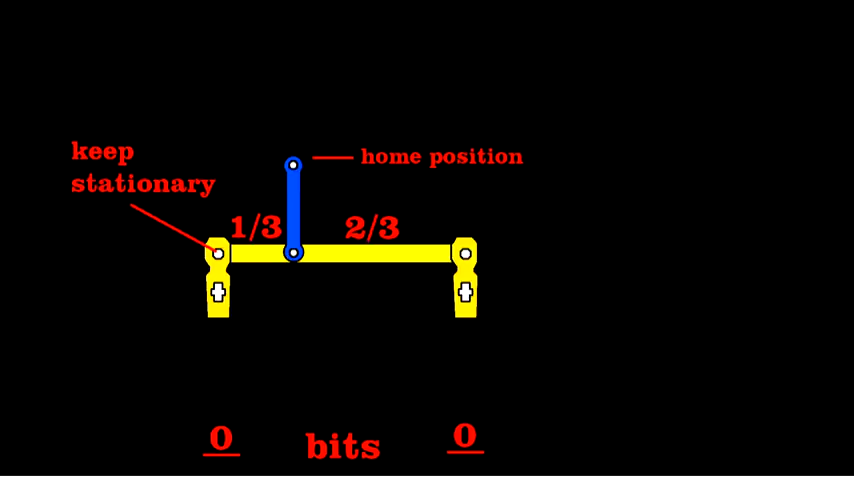 keep
stationary
home position
1/3
2/3
0 bits 0